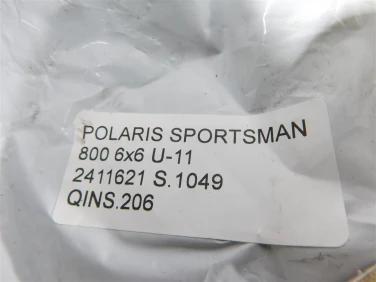 POLARIS SPORTSMAN
800 6x6 U-11
2411621 S.1049
QINS.206